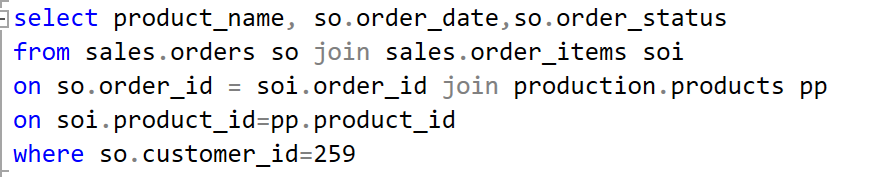 select product_name, so.order_date,so.order_status
from sales.orders so join sales.order_items soi
on so.order_id = soi.order_id join production.products pp
on soi.product_id=pp.product_id
where so.customer_id=259